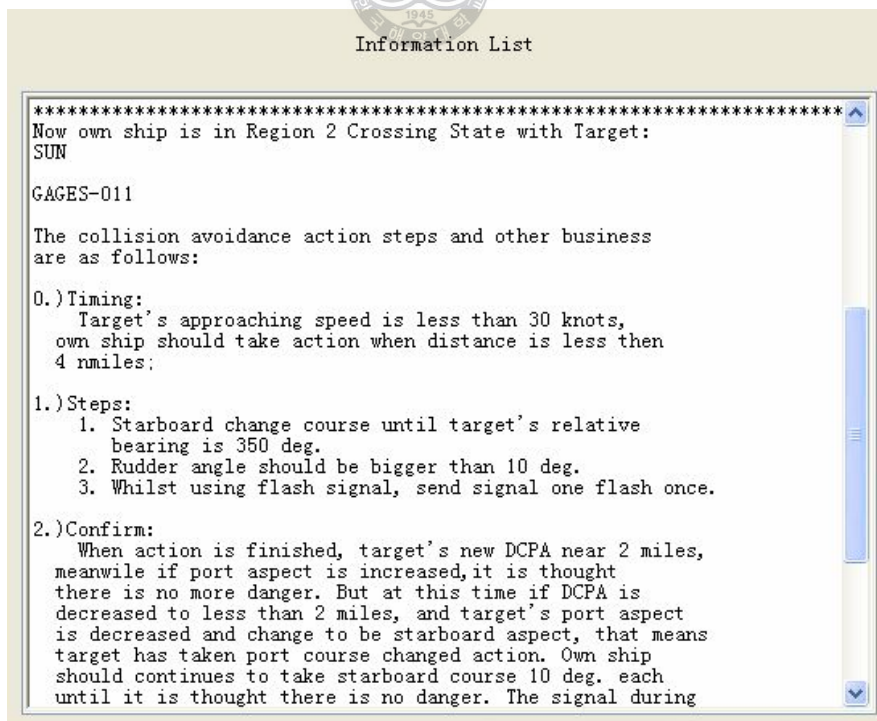 1945
Information List
************************************************************************
Now own ship is in Region 2 Crossing State with Target:
SUN
GAGES-011
The collision avoidance action steps and other business
are as follows:
0.)Timing:
Target's approaching speed is less than 30 knots,
own ship should take action when distance is less then
4 nmiles;
1.)Steps:
1. Starboard change course until target's relative
bearing is 350 deg.
2. Rudder angle should be bigger than 10 deg.
3. Whilst using flash signal, send signal one flash once.
2.)Confirm:
When action is finished, target's new DCPA near 2 miles,
meanwile if port aspect is increased, it is thought
there is no more danger. But at this time if DCPA is
decreased to less than 2 miles, and target's port aspect
is decreased and change to be starboard aspect, that means
target has taken port course changed action. Own ship
should continues to take starboard course 10 deg. each
until it is thought there is no danger. The signal during